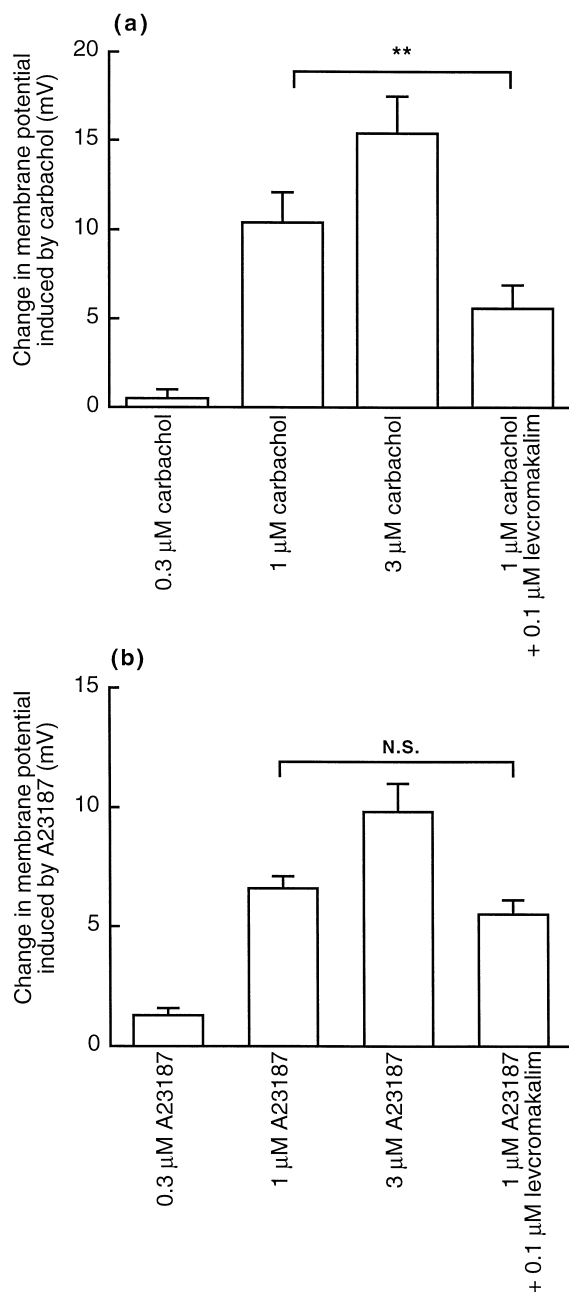 (a)
Change in membrane potential
induced by carbachol (mV)
20
15
10
5
0
**
0.3 μM carbachol
1 μM carbachol
3 μM carbachol
1 μM carbachol
+ 0.1 μM levcromakalim
(b)
Change in membrane potential
induced by A23187 (mV)
15
10
5
0
N.S.
0.3 μM A23187
1 μM A23187
3 μM A23187
1 μM A23187
+ 0.1 μM levcromakalim